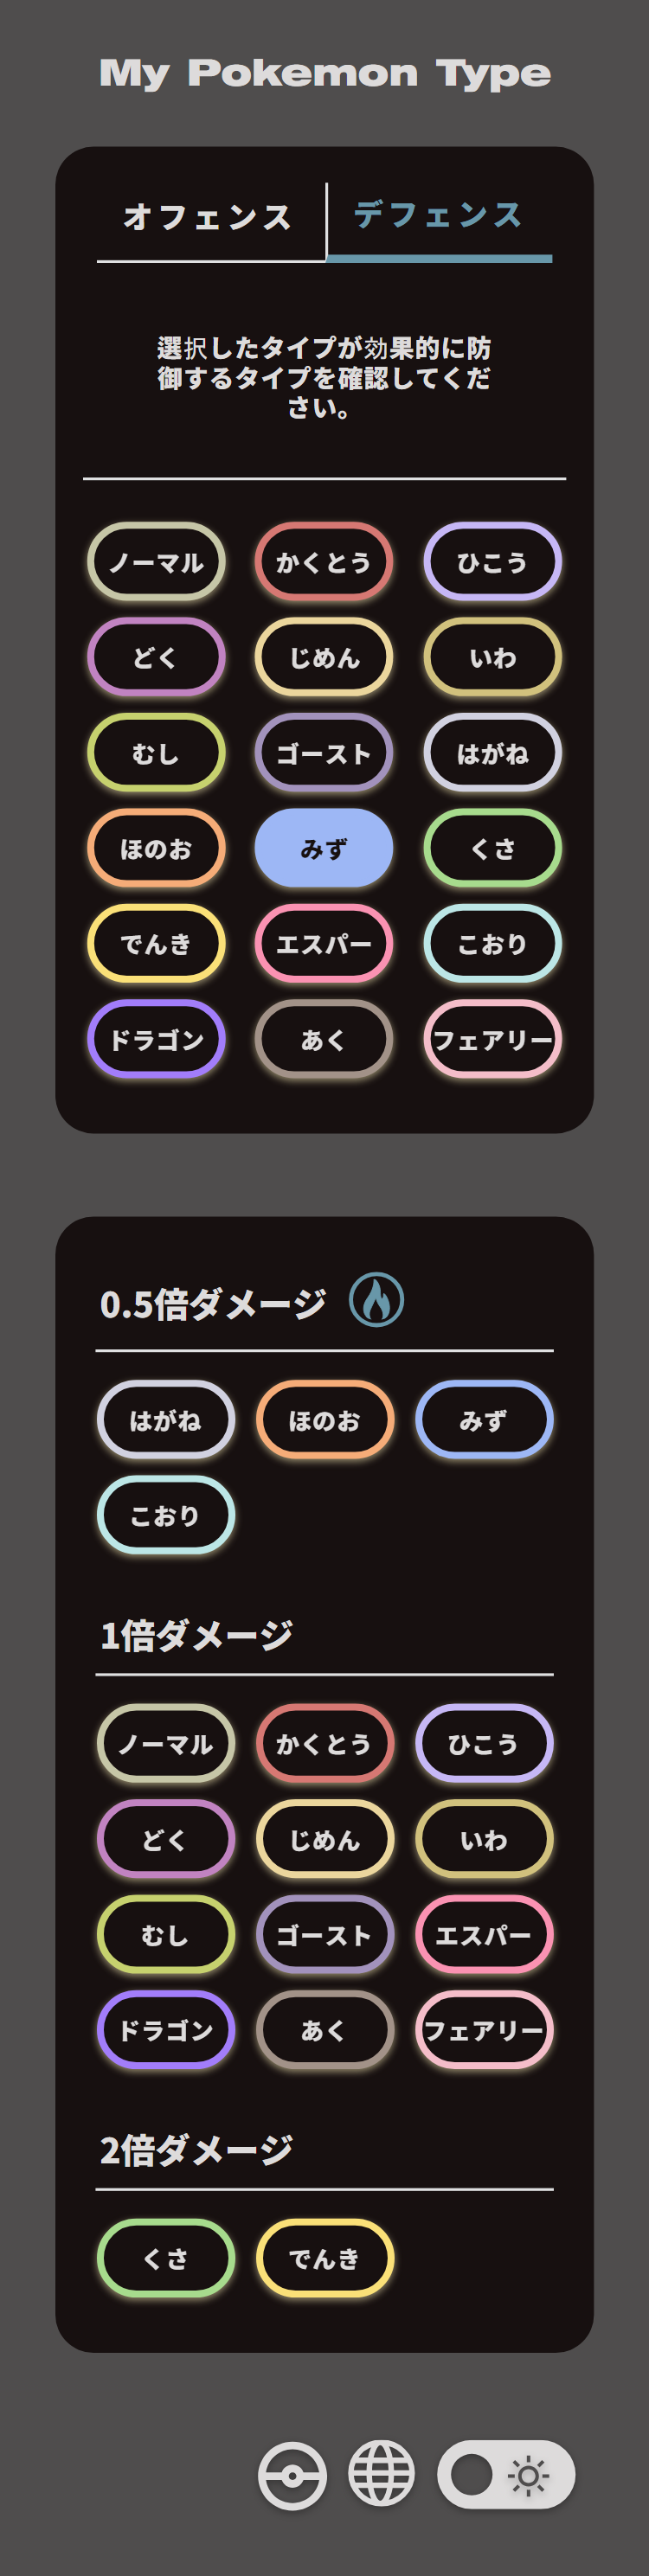 My Pokemon Type
オフェンス
デフェンス
選択したタイプが効果的に防
御するタイプを確認してくだ
さい。
ノーマル
かくとう
ひこう
どく
じめん
いわ
むし
ゴースト
はがね
ほのお
みず
くさ
でんき
エスパー
こおり
ドラゴン
あく
フェアリー
0.5倍ダメージ
はがね
ほのお
みず
こおり
1倍ダメージ
ノーマル
かくとう
ひこう
どく
じめん
いわ
むし
ゴースト
エスパー
ドラゴン
あく
フェアリー
2倍ダメージ
くさ
でんき